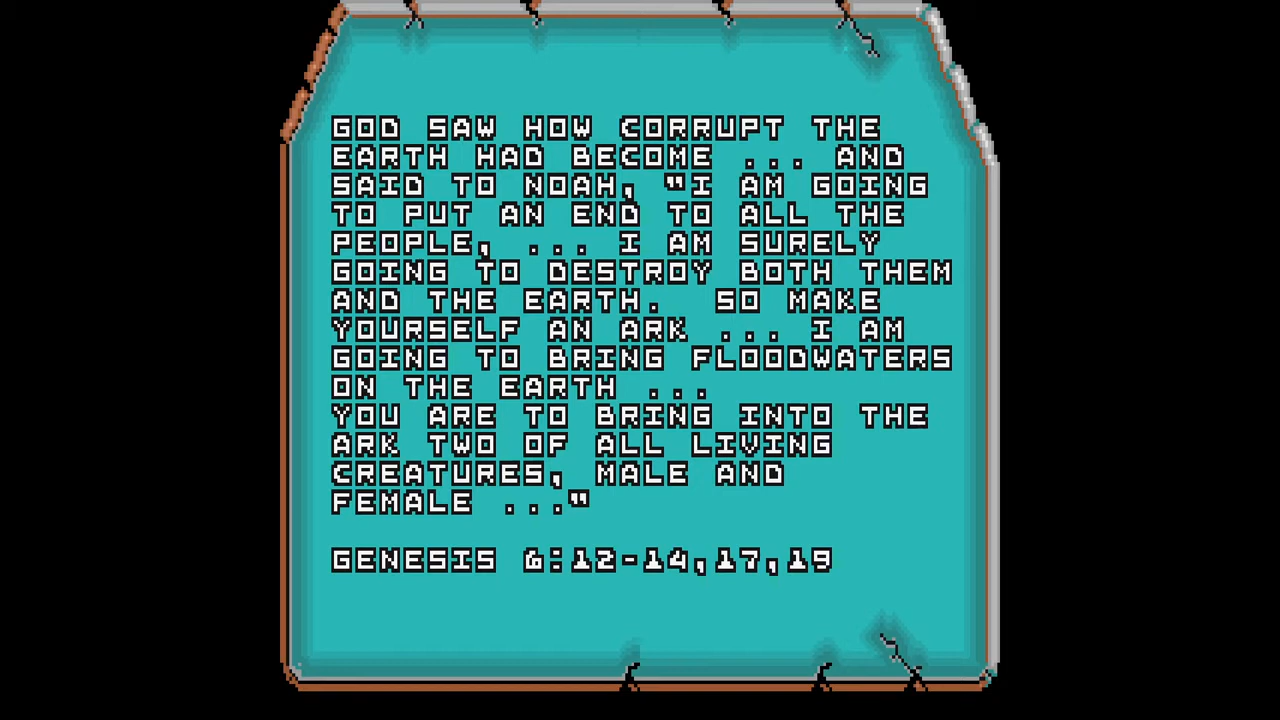 GOD SAW HOW CORRUPT THE
EARTH HAD BECOME ... AND
SAID TO NOAH, "I AM GOING
TO PUT AN END TO ALL THE
PEOPLE, ... I AM SURELY
GOING TO DESTROY BOTH THEM
AND THE EARTH.  SO MAKE
YOURSELF AN ARK ... I AM
GOING TO BRING FLOODWATERS
ON THE EARTH ...
YOU ARE TO BRING INTO THE
ARK TWO OF ALL LIVING
CREATURES, MALE AND
FEMALE ..."
GENESIS 6:12-14,17,19